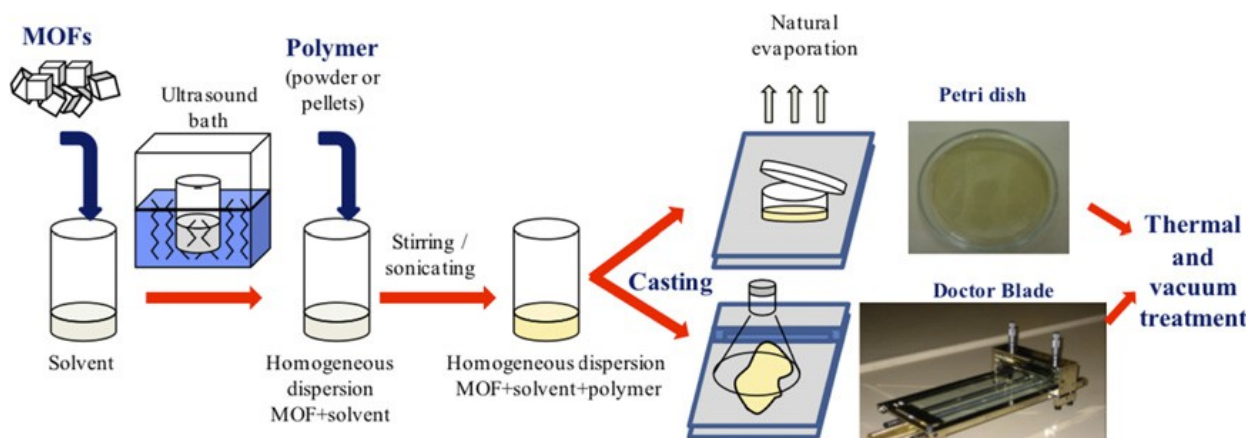 MOFs
Ultrasound
bath
Polymer
(powder or
pellets)
Solvent
Homogeneous
dispersion
MOF+solvent
Stirring /
sonicating
Homogeneous dispersion
MOF+solvent+polymer
Casting
Natural
evaporation
Petri dish
Doctor Blade
Thermal
and
vacuum
treatment